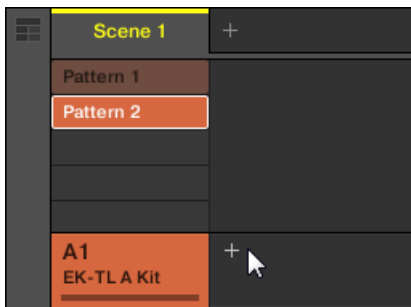 Scene 1 +
Pattern 1
Pattern 2
A1 +
EK-TL A Kit